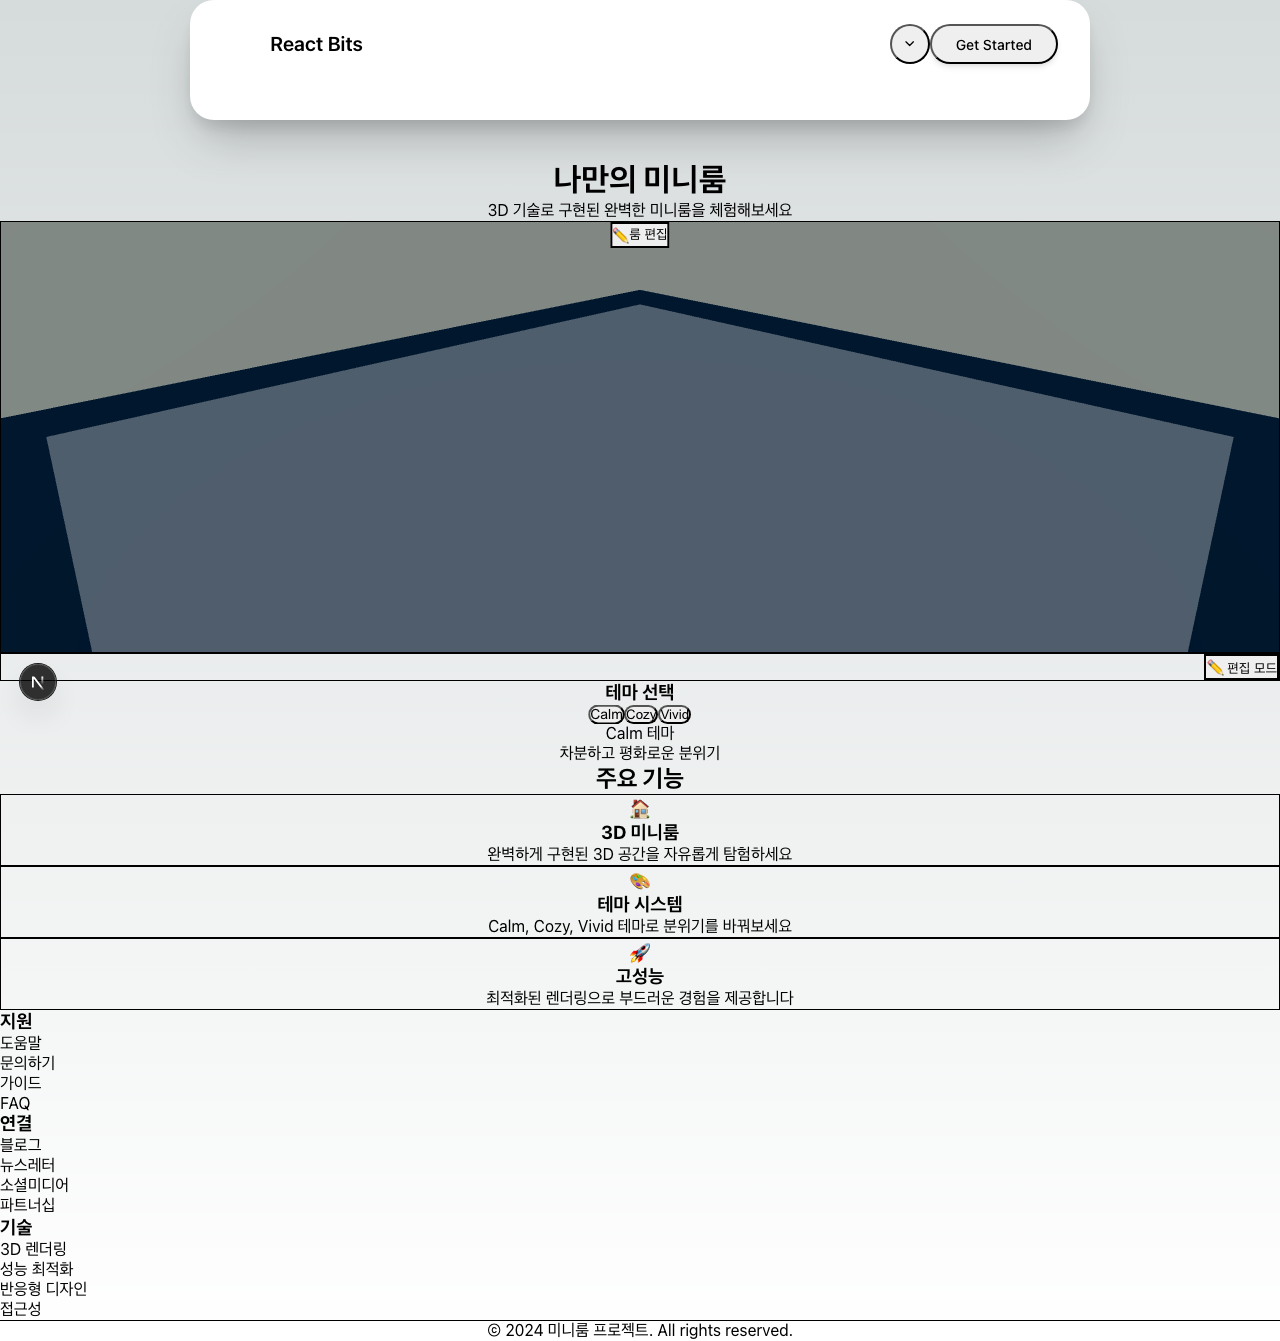 React Bits
Get Started
나만의 미니룸
3D 기술로 구현된 완벽한 미니룸을 체험해보세요
✏️룸 편집
✏️ 편집 모드
N
테마 선택
Calm Cozy Vivid
Calm 테마
차분하고 평화로운 분위기
주요 기능
🏠
3D 미니룸
완벽하게 구현된 3D 공간을 자유롭게 탐험하세요
🎨
테마 시스템
Calm, Cozy, Vivid 테마로 분위기를 바꿔보세요
🚀
고성능
최적화된 렌더링으로 부드러운 경험을 제공합니다
지원
도움말
문의하기
가이드
FAQ
연결
블로그
뉴스레터
소셜미디어
파트너십
기술
3D 렌더링
성능 최적화
반응형 디자인
접근성
© 2024 미니룸 프로젝트. All rights reserved.